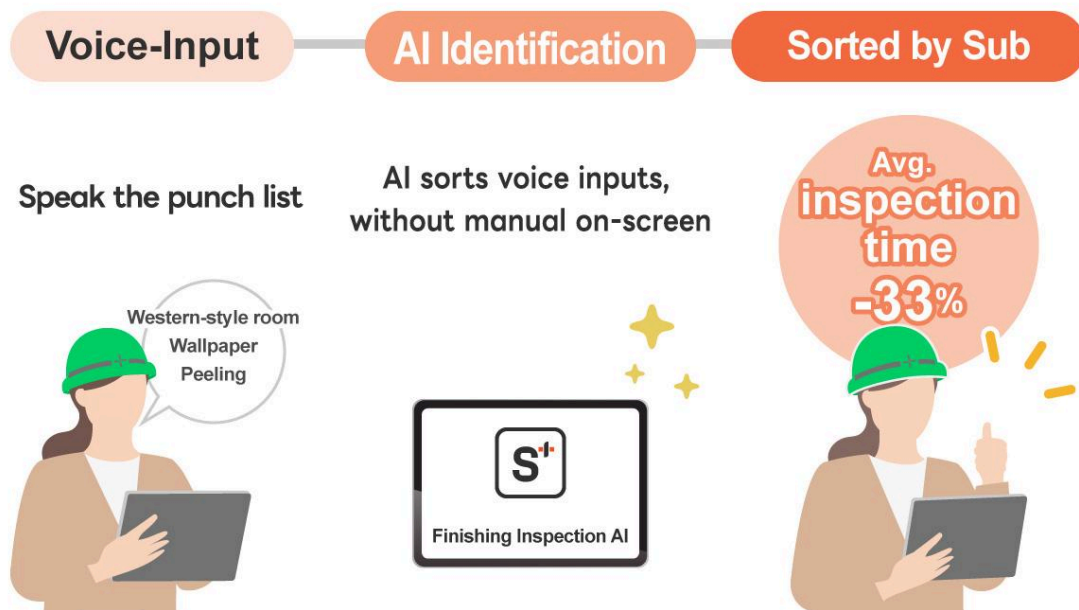 Voice-Input
AI Identification
Sorted by Sub
Speak the punch list
AI sorts voice inputs,
without manual on-screen
Avg.
inspection
time
-33%
Western-style room
Wallpaper
Peeling
S+
Finishing Inspection AI